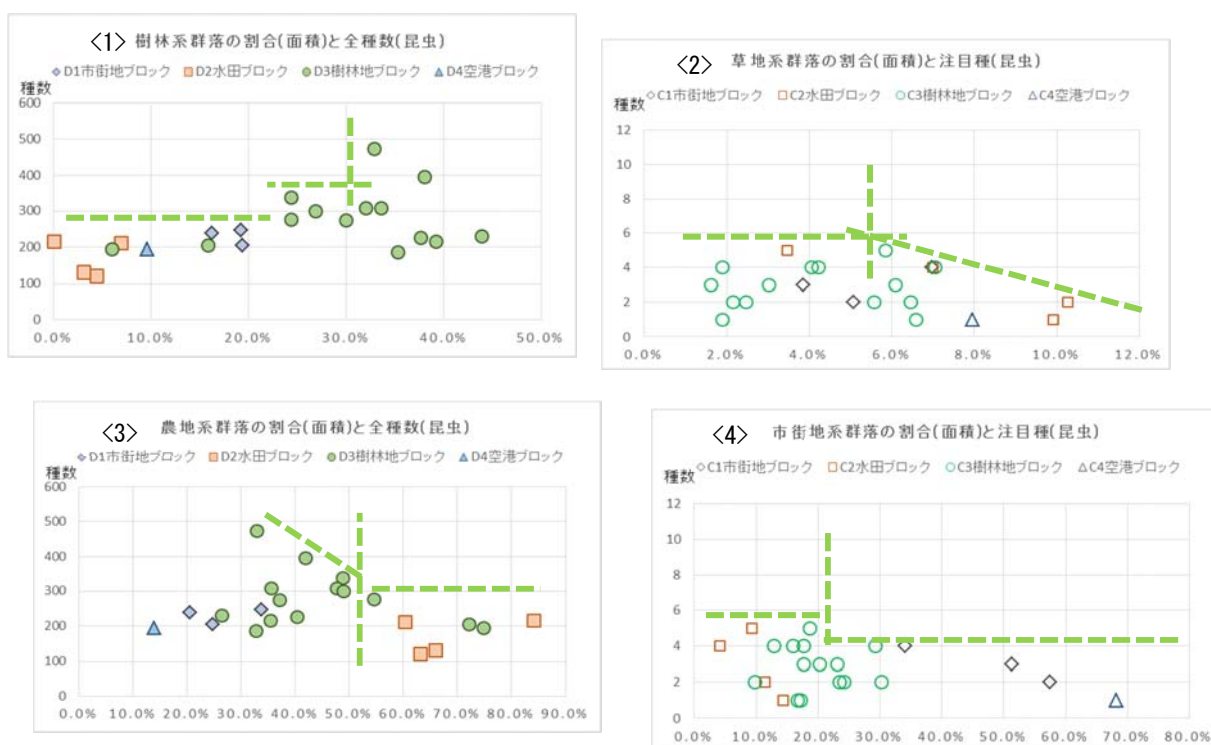 <1> 樹林系群落の割合(面積)と全種数(昆虫)
D1市街地ブロック D2水田ブロック D3樹林地ブロック D4空港ブロック
種数
600
500
400
300
200
100
0
0.0% 10.0% 20.0% 30.0% 40.0% 50.0%
<2> 草地系群落の割合(面積)と注目種(昆虫)
種数
C1市街地ブロック C2水田ブロック C3樹林地ブロック C4空港ブロック
12
10
8
6
4
2
0
0.0% 2.0% 4.0% 6.0% 8.0% 10.0% 12.0%
<3> 農地系群落の割合(面積)と全種数(昆虫)
D1市街地ブロック D2水田ブロック D3樹林地ブロック D4空港ブロック
種数
600
500
400
300
200
100
0
0.0% 10.0% 20.0% 30.0% 40.0% 50.0% 60.0% 70.0% 80.0% 90.0%
<4> 市街地系群落の割合(面積)と注目種(昆虫)
C1市街地ブロック C2水田ブロック C3樹林地ブロック C4空港ブロック
種数
12
10
8
6
4
2
0
0.0% 10.0% 20.0% 30.0% 40.0% 50.0% 60.0% 70.0% 80.0%